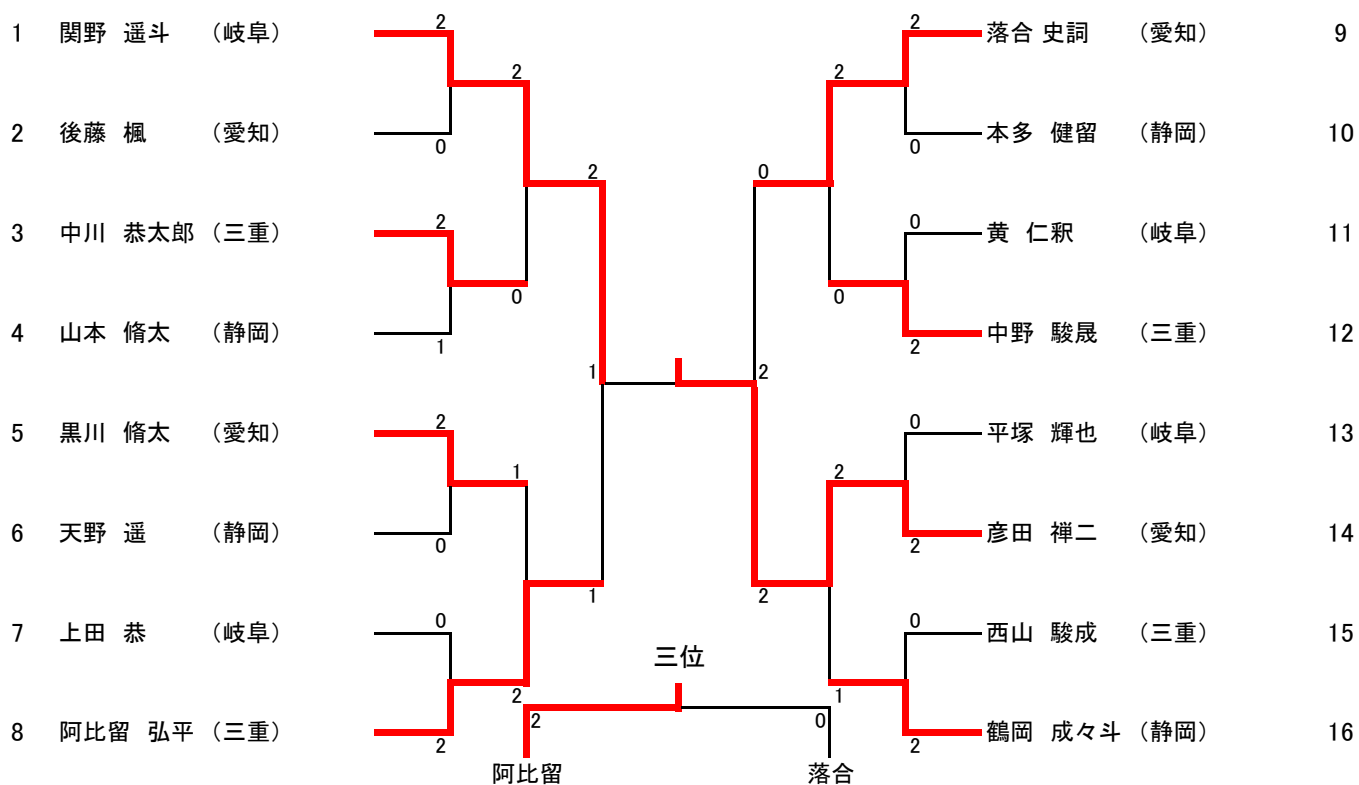 2 2
1 関野 遥斗 (岐阜) 落合 史詞 (愛知) 9
2 2
2 後藤 楓 (愛知) 本多 健留 (静岡) 10
0 0
2 0
2 0
3 中川 恭太郎 (三重) 黄 仁釈 (岐阜) 11
0 0
4 山本 脩太 (静岡) 中野 駿晟 (三重) 12
1 2
1 2
2 0
5 黒川 脩太 (愛知) 平塚 輝也 (岐阜) 13
1 2
6 天野 遥 (静岡) 彦田 禅二 (愛知) 14
0 2
1 2
0 0
7 上田 恭 (岐阜) 西山 駿成 (三重) 15
三位
2 1
2 0
8 阿比留 弘平 (三重) 鶴岡 成々斗 (静岡) 16
2 2
阿比留 落合